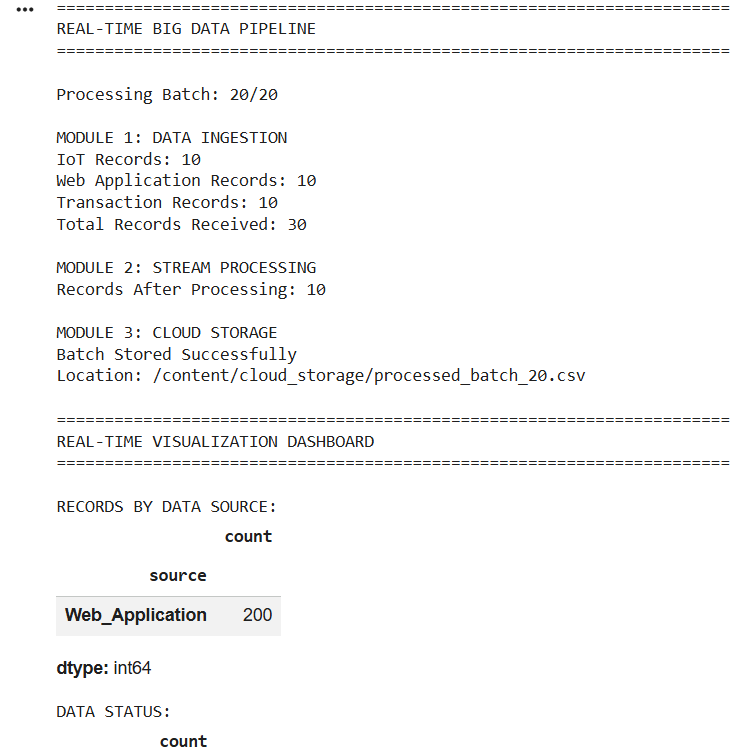 ======================================================================
REAL-TIME BIG DATA PIPELINE
======================================================================
Processing Batch: 20/20
MODULE 1: DATA INGESTION
IoT Records: 10
Web Application Records: 10
Transaction Records: 10
Total Records Received: 30
MODULE 2: STREAM PROCESSING
Records After Processing: 10
MODULE 3: CLOUD STORAGE
Batch Stored Successfully
Location: /content/cloud_storage/processed_batch_20.csv
======================================================================
REAL-TIME VISUALIZATION DASHBOARD
======================================================================
RECORDS BY DATA SOURCE:
count
source
Web_Application 200
dtype: int64
DATA STATUS:
count